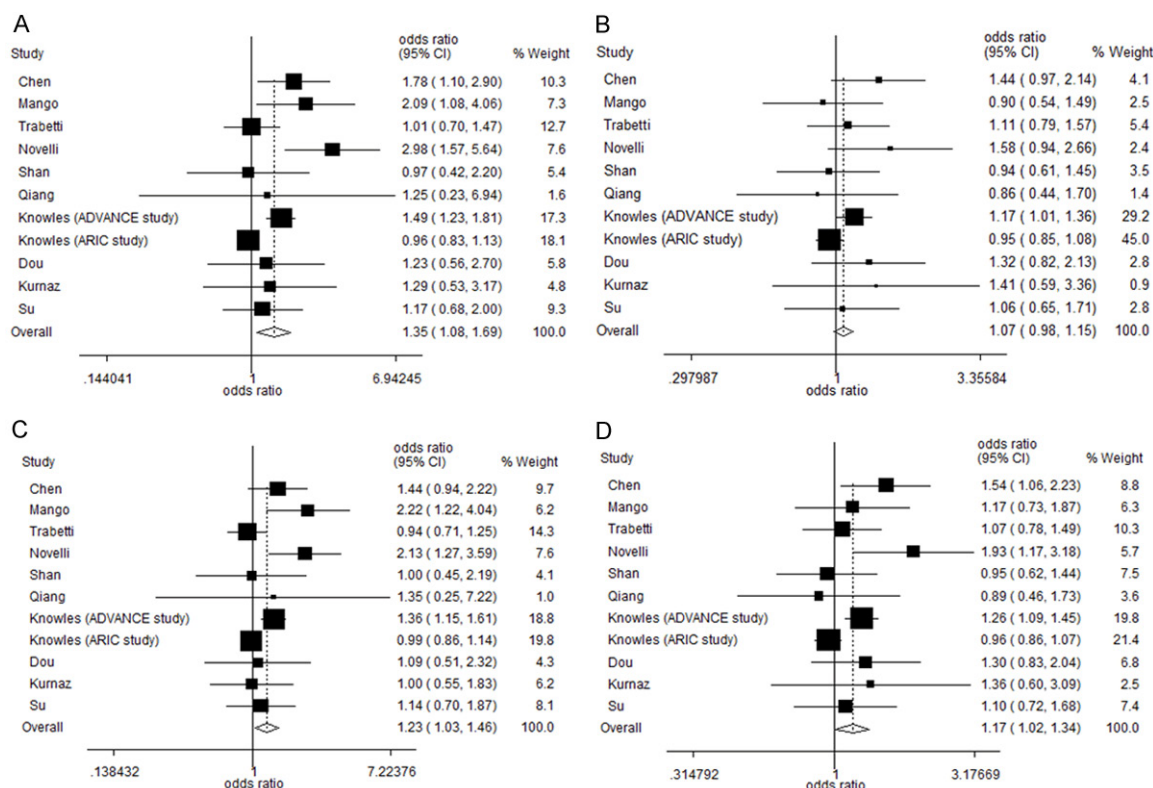 A
odds ratio
Study (95% CI) % Weight
Chen 1.78 ( 1.10, 2.90) 10.3
Mango 2.09 ( 1.08, 4.06) 7.3
Trabetti 1.01 ( 0.70, 1.47) 12.7
Novelli 2.98 ( 1.57, 5.64) 7.6
Shan 0.97 ( 0.42, 2.20) 5.4
Qiang 1.25 ( 0.23, 6.94) 1.6
Knowles (ADVANCE study) 1.49 ( 1.23, 1.81) 17.3
Knowles (ARIC study) 0.96 ( 0.83, 1.13) 18.1
Dou 1.23 ( 0.56, 2.70) 5.8
Kurnaz 1.29 ( 0.53, 3.17) 4.8
Su 1.17 ( 0.68, 2.00) 9.3
Overall 1.35 ( 1.08, 1.69) 100.0
.144041 1 6.94245
odds ratio
B
odds ratio
Study (95% CI) % Weight
Chen 1.44 ( 0.97, 2.14) 4.1
Mango 0.90 ( 0.54, 1.49) 2.5
Trabetti 1.11 ( 0.79, 1.57) 5.4
Novelli 1.58 ( 0.94, 2.66) 2.4
Shan 0.94 ( 0.61, 1.45) 3.5
Qiang 0.86 ( 0.44, 1.70) 1.4
Knowles (ADVANCE study) 1.17 ( 1.01, 1.36) 29.2
Knowles (ARIC study) 0.95 ( 0.85, 1.08) 45.0
Dou 1.32 ( 0.82, 2.13) 2.8
Kurnaz 1.41 ( 0.59, 3.36) 0.9
Su 1.06 ( 0.65, 1.71) 2.8
Overall 1.07 ( 0.98, 1.15) 100.0
.297987 1 3.35584
odds ratio
C
odds ratio
Study (95% CI) % Weight
Chen 1.44 ( 0.94, 2.22) 9.7
Mango 2.22 ( 1.22, 4.04) 6.2
Trabetti 0.94 ( 0.71, 1.25) 14.3
Novelli 2.13 ( 1.27, 3.59) 7.6
Shan 1.00 ( 0.45, 2.19) 4.1
Qiang 1.35 ( 0.25, 7.22) 1.0
Knowles (ADVANCE study) 1.36 ( 1.15, 1.61) 18.8
Knowles (ARIC study) 0.99 ( 0.86, 1.14) 19.8
Dou 1.09 ( 0.51, 2.32) 4.3
Kurnaz 1.00 ( 0.55, 1.83) 6.2
Su 1.14 ( 0.70, 1.87) 8.1
Overall 1.23 ( 1.03, 1.46) 100.0
.138432 1 7.22376
odds ratio
D
odds ratio
Study (95% CI) % Weight
Chen 1.54 ( 1.06, 2.23) 8.8
Mango 1.17 ( 0.73, 1.87) 6.3
Trabetti 1.07 ( 0.78, 1.49) 10.3
Novelli 1.93 ( 1.17, 3.18) 5.7
Shan 0.95 ( 0.62, 1.44) 7.5
Qiang 0.89 ( 0.46, 1.73) 3.6
Knowles (ADVANCE study) 1.26 ( 1.09, 1.45) 19.8
Knowles (ARIC study) 0.96 ( 0.86, 1.07) 21.4
Dou 1.30 ( 0.83, 2.04) 6.8
Kurnaz 1.36 ( 0.60, 3.09) 2.5
Su 1.10 ( 0.72, 1.68) 7.4
Overall 1.17 ( 1.02, 1.34) 100.0
.314792 1 3.17669
odds ratio